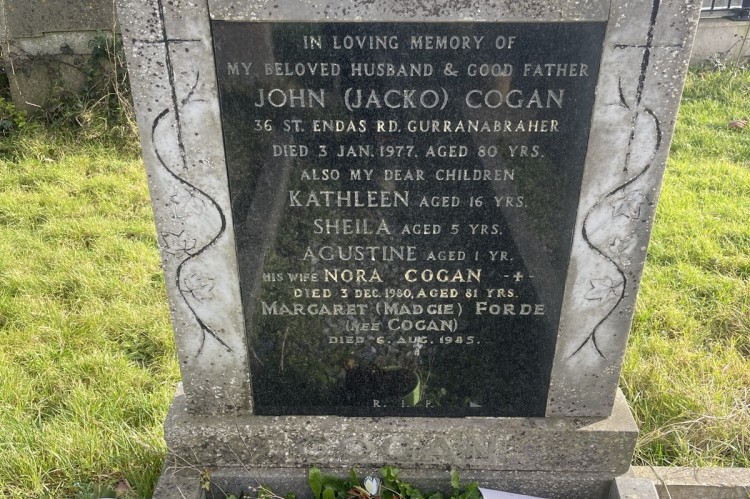 IN LOVING MEMORY OF
MY BELOVED HUSBAND & GOOD FATHER
JOHN (JACKO) COGAN
36 ST. ENDAS RD. GURRANABRAHER
DIED 3 JAN. 1977, AGED 80 YRS.
ALSO MY DEAR CHILDREN
KATHLEEN AGED 16 YRS.
SHEILA AGED 5 YRS.
AGUSTINE AGED 1 YR.
HIS WIFE NORA COGAN -+-
DIED 3 DEC. 1980, AGED 81 YRS.
MARGARET (MADGIE) FORDE
(NEE COGAN)
DIED 6. AUG. 1985.
R. I. P.
COGAN